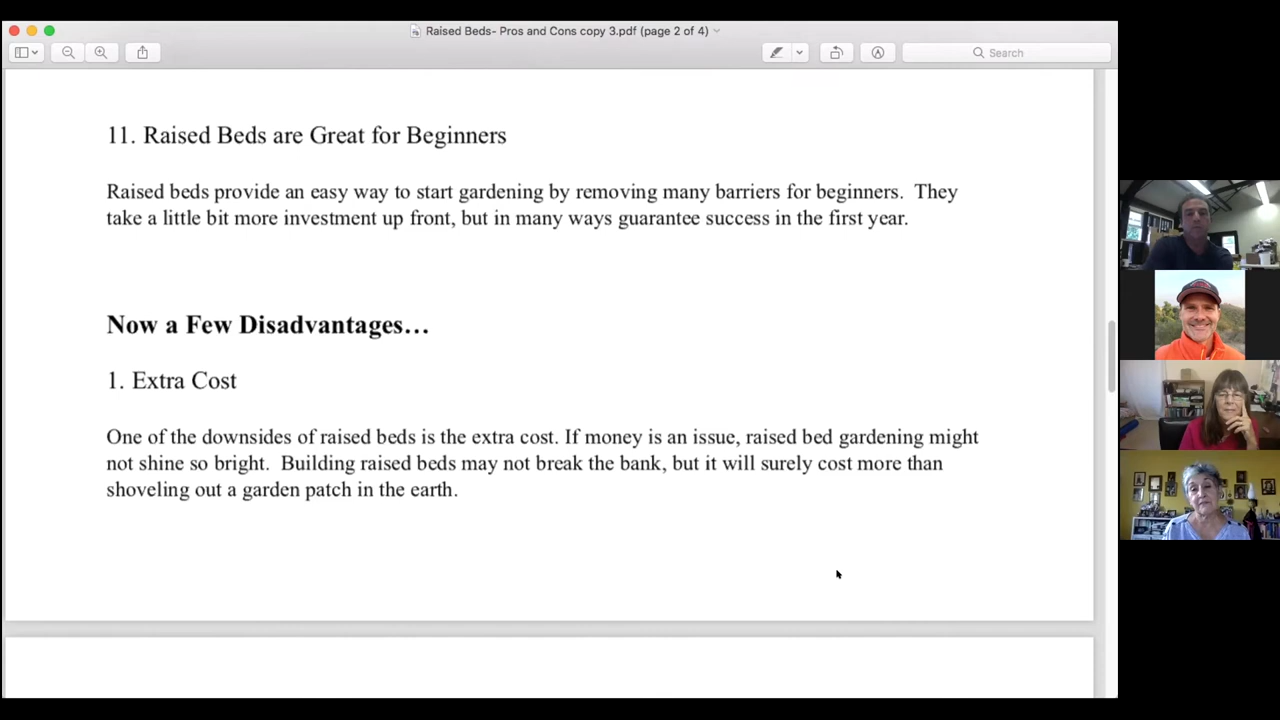 Raised Beds- Pros and Cons copy 3.pdf (page 2 of 4)
Search
11. Raised Beds are Great for Beginners
Raised beds provide an easy way to start gardening by removing many barriers for beginners.  They
take a little bit more investment up front, but in many ways guarantee success in the first year.
Now a Few Disadvantages…
1. Extra Cost
One of the downsides of raised beds is the extra cost. If money is an issue, raised bed gardening might
not shine so bright.  Building raised beds may not break the bank, but it will surely cost more than
shoveling out a garden patch in the earth.